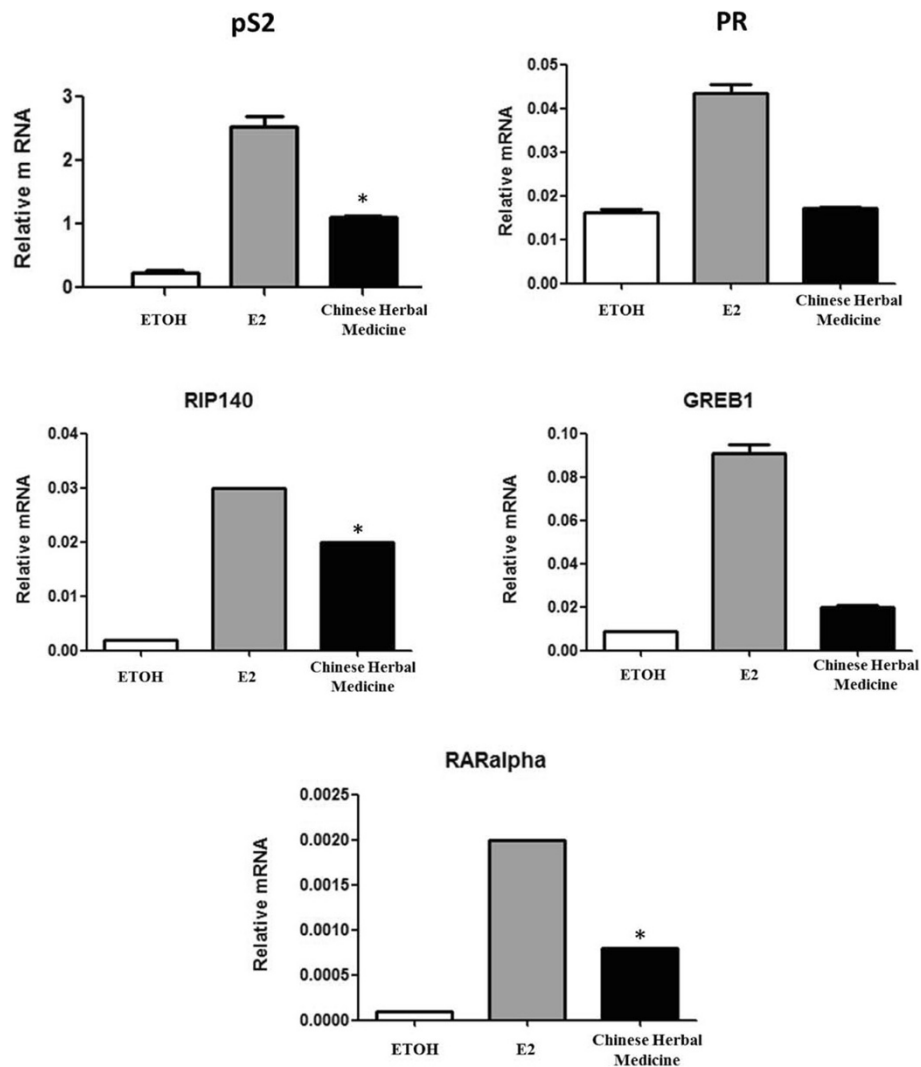 pS2
Relative m RNA
3
2
1
0
*
ETOH
E2
Chinese Herbal
Medicine
PR
Relative mRNA
0.05
0.04
0.03
0.02
0.01
0.00
ETOH
E2
Chinese Herbal
Medicine
RIP140
Relative mRNA
0.04
0.03
0.02
0.01
0.00
*
ETOH
E2
Chinese Herbal
Medicine
GREB1
Relative mRNA
0.10
0.08
0.06
0.04
0.02
0.00
ETOH
E2
Chinese Herbal
Medicine
RARalpha
Relative mRNA
0.0025
0.0020
0.0015
0.0010
0.0005
0.0000
*
ETOH
E2
Chinese Herbal
Medicine